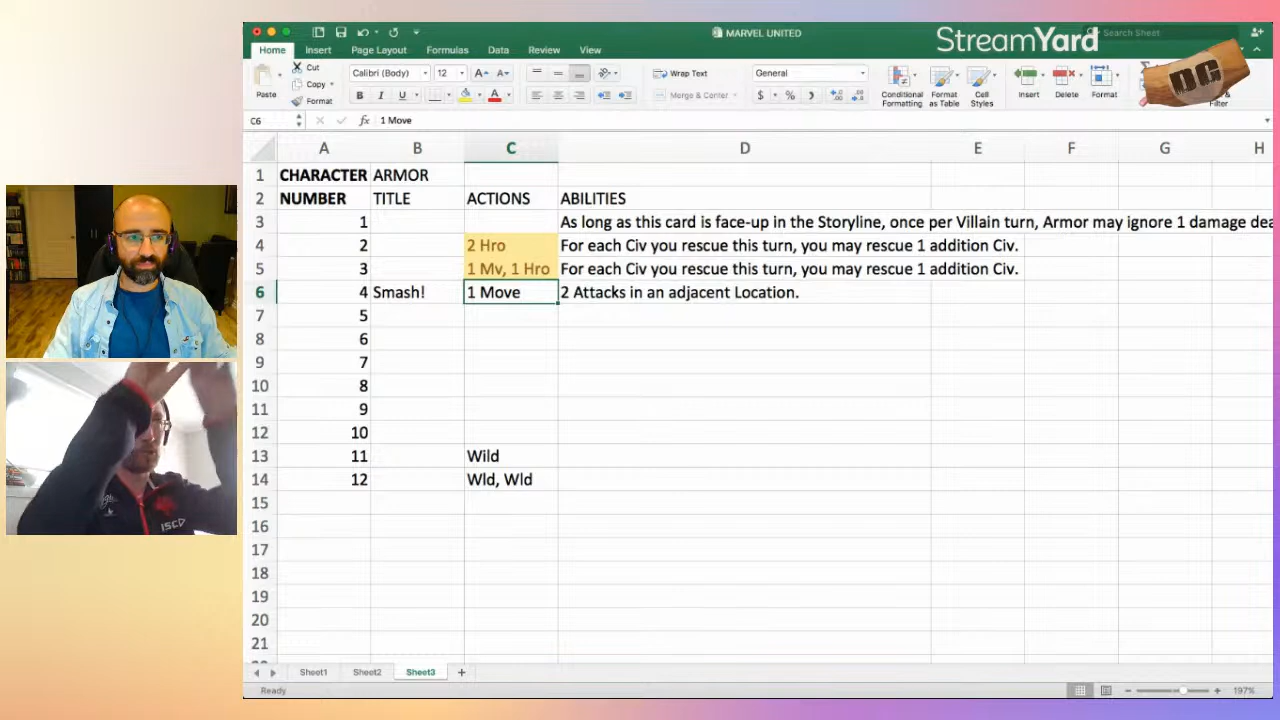 MARVEL UNITED
Search Sheet
StreamYard
DG
Home Insert Page Layout Formulas Data Review View
Cut
Copy
Format
Paste
Calibri (Body) 12
Wrap Text
Merge & Center
General
Conditional Formatting
Format as Table
Cell Styles
Insert
Delete
Format
Filter
C6 fx 1 Move
A B C D E F G H
1 CHARACTER ARMOR
2 NUMBER TITLE ACTIONS ABILITIES
3 1 As long as this card is face-up in the Storyline, once per Villain turn, Armor may ignore 1 damage dea
4 2 2 Hro For each Civ you rescue this turn, you may rescue 1 addition Civ.
5 3 1 Mv, 1 Hro For each Civ you rescue this turn, you may rescue 1 addition Civ.
6 4 Smash! 1 Move 2 Attacks in an adjacent Location.
7 5
8 6
9 7
10 8
11 9
12 10
13 11 Wild
14 12 Wld, Wld
15
16
17
18
19
20
21
ISCD
Sheet1 Sheet2 Sheet3 +
Ready 197%